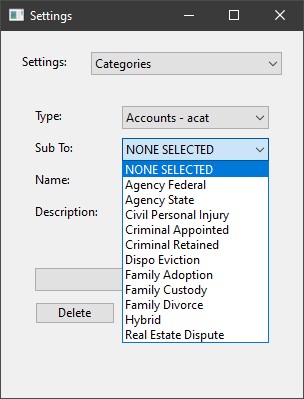 Settings
Settings: Categories
Type: Accounts - acat
Sub To: NONE SELECTED
NONE SELECTED
Agency Federal
Agency State
Name:
Civil Personal Injury
Description:
Criminal Appointed
Criminal Retained
Dispo Eviction
Family Adoption
Family Custody
Family Divorce
Delete
Hybrid
Real Estate Dispute